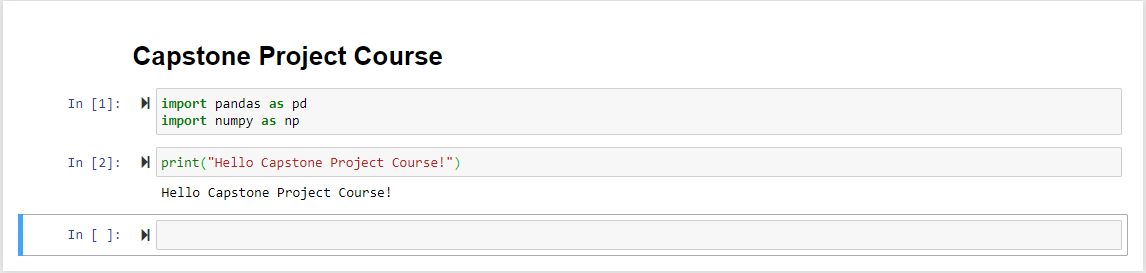 Capstone Project Course
In [1]: import pandas as pd
import numpy as np
In [2]: print("Hello Capstone Project Course!")
Hello Capstone Project Course!
In [ ]: